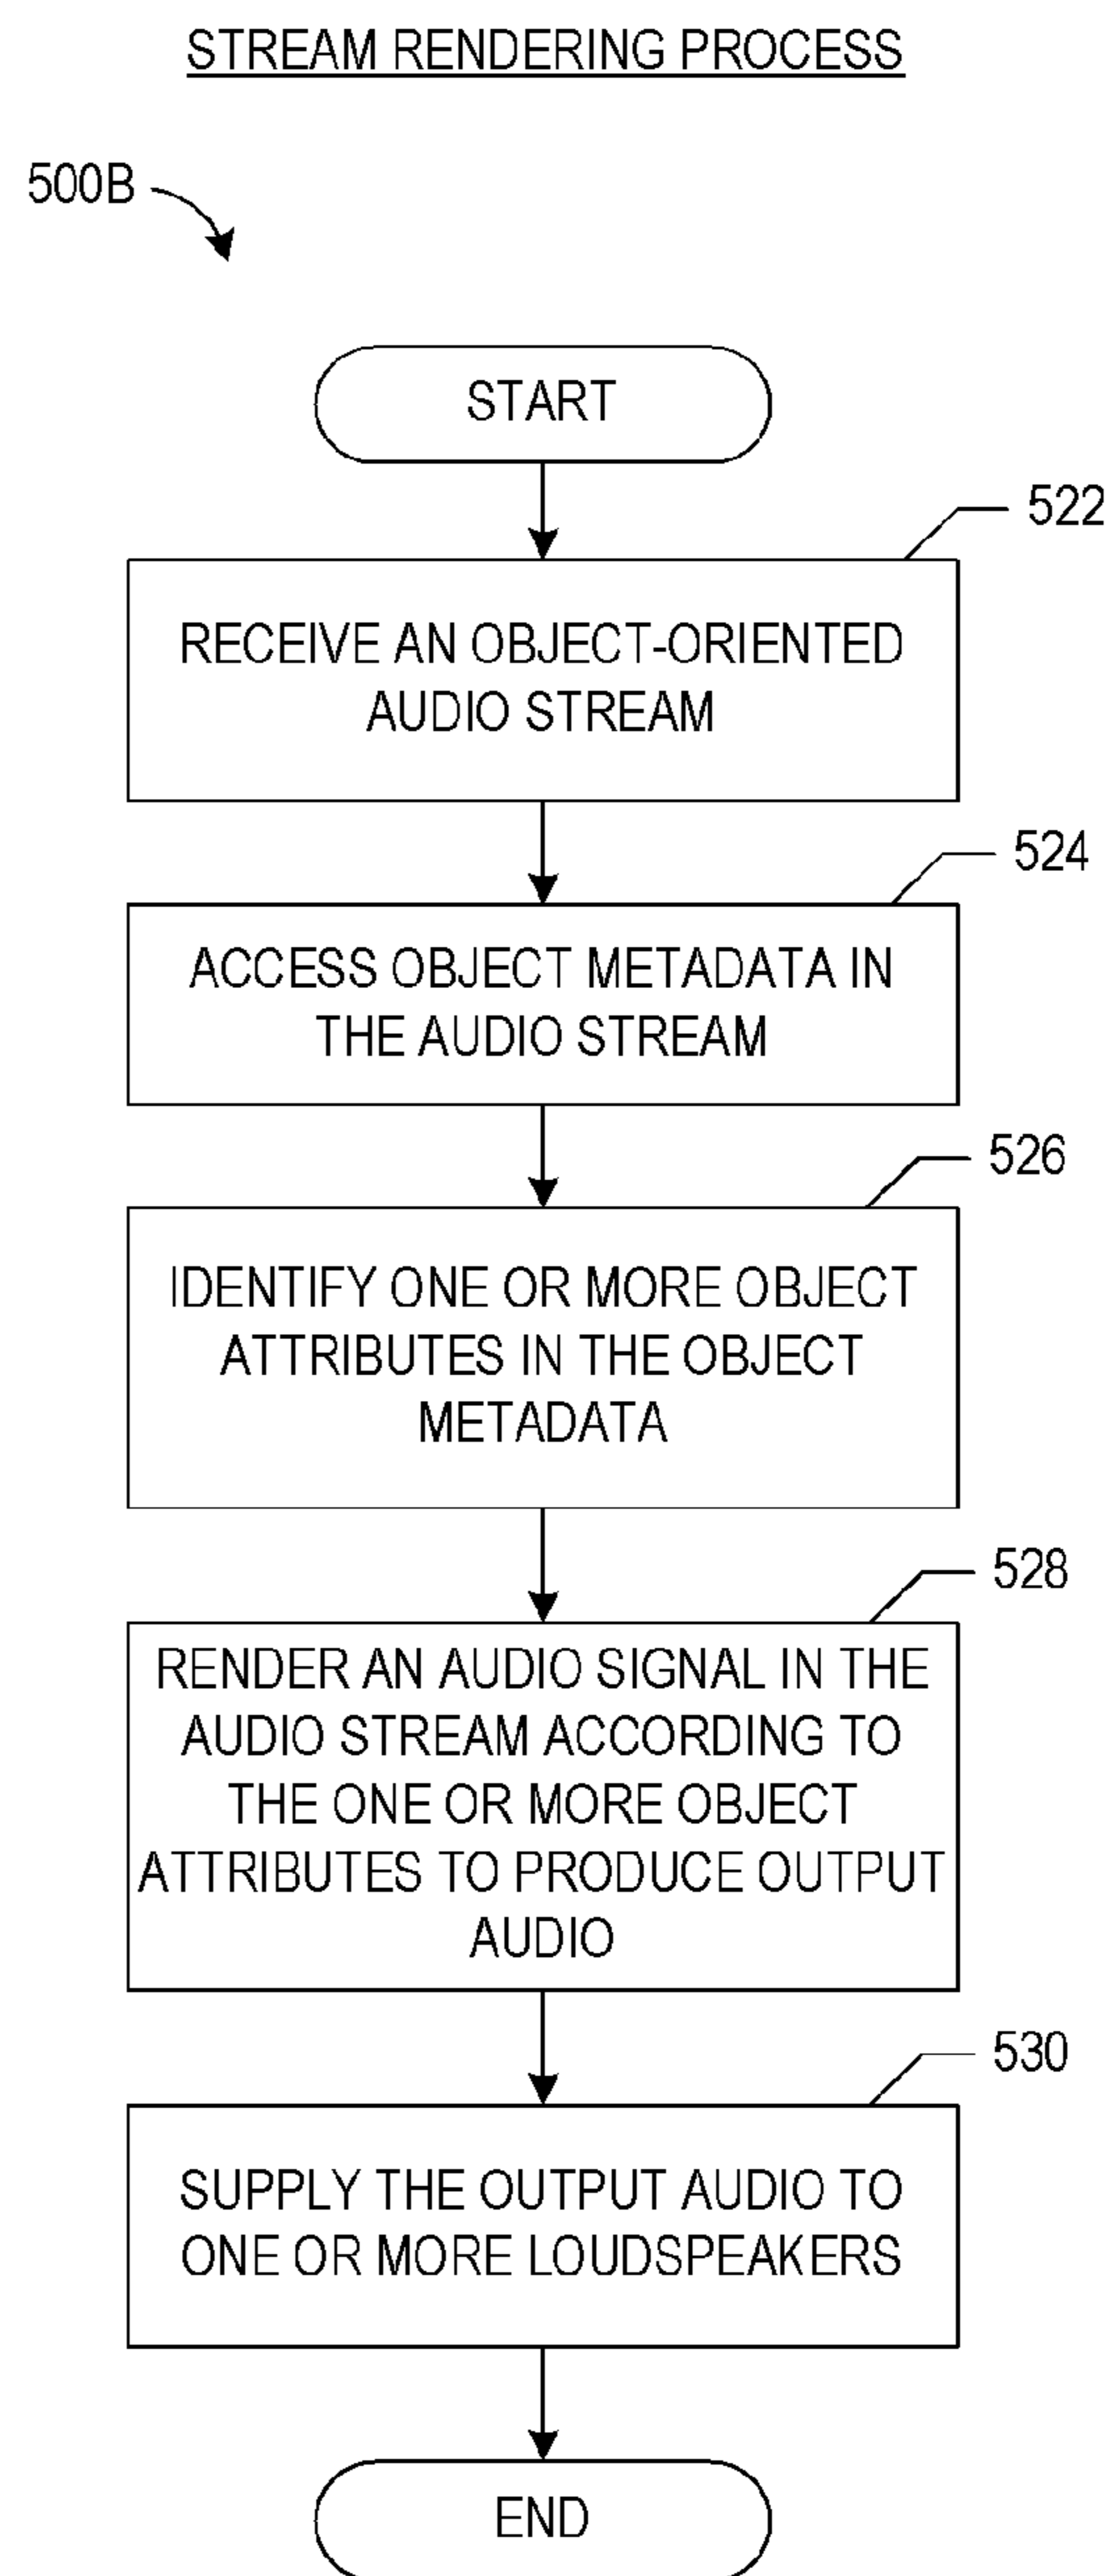 STREAM RENDERING PROCESS
500B
START
522
RECEIVE AN OBJECT-ORIENTED
AUDIO STREAM
524
ACCESS OBJECT METADATA IN
THE AUDIO STREAM
526
IDENTIFY ONE OR MORE OBJECT
ATTRIBUTES IN THE OBJECT
METADATA
528
RENDER AN AUDIO SIGNAL IN THE
AUDIO STREAM ACCORDING TO
THE ONE OR MORE OBJECT
ATTRIBUTES TO PRODUCE OUTPUT
AUDIO
530
SUPPLY THE OUTPUT AUDIO TO
ONE OR MORE LOUDSPEAKERS
END